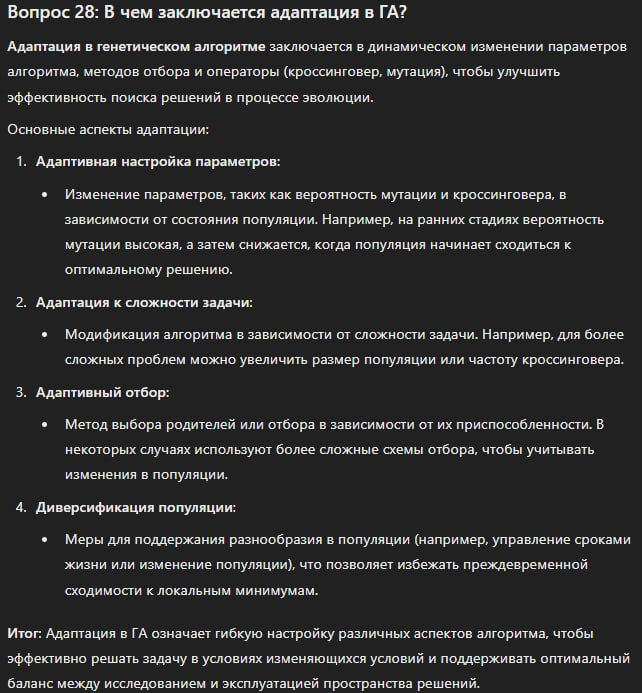 Вопрос 28: В чем заключается адаптация в ГА?
Адаптация в генетическом алгоритме заключается в динамическом изменении параметров
алгоритма, методов отбора и операторы (кроссинговер, мутация), чтобы улучшить
эффективность поиска решений в процессе эволюции.
Основные аспекты адаптации:
1. Адаптивная настройка параметров:
• Изменение параметров, таких как вероятность мутации и кроссинговера, в
зависимости от состояния популяции. Например, на ранних стадиях вероятность
мутации высокая, а затем снижается, когда популяция начинает сходиться к
оптимальному решению.
2. Адаптация к сложности задачи:
• Модификация алгоритма в зависимости от сложности задачи. Например, для более
сложных проблем можно увеличить размер популяции или частоту кроссинговера.
3. Адаптивный отбор:
• Метод выбора родителей или отбора в зависимости от их приспособленности. В
некоторых случаях используют более сложные схемы отбора, чтобы учитывать
изменения в популяции.
4. Диверсификация популяции:
• Меры для поддержания разнообразия в популяции (например, управление сроками
жизни или изменение популяции), что позволяет избежать преждевременной
сходимости к локальным минимумам.
Итог: Адаптация в ГА означает гибкую настройку различных аспектов алгоритма, чтобы
эффективно решать задачу в условиях изменяющихся условий и поддерживать оптимальный
баланс между исследованием и эксплуатацией пространства решений.